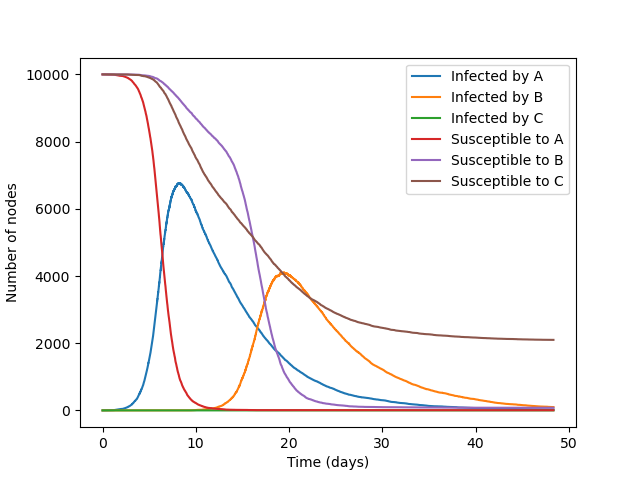 Number of nodes
10000
8000
6000
4000
2000
0
Infected by A
Infected by B
Infected by C
Susceptible to A
Susceptible to B
Susceptible to C
0 10 20 30 40 50
Time (days)